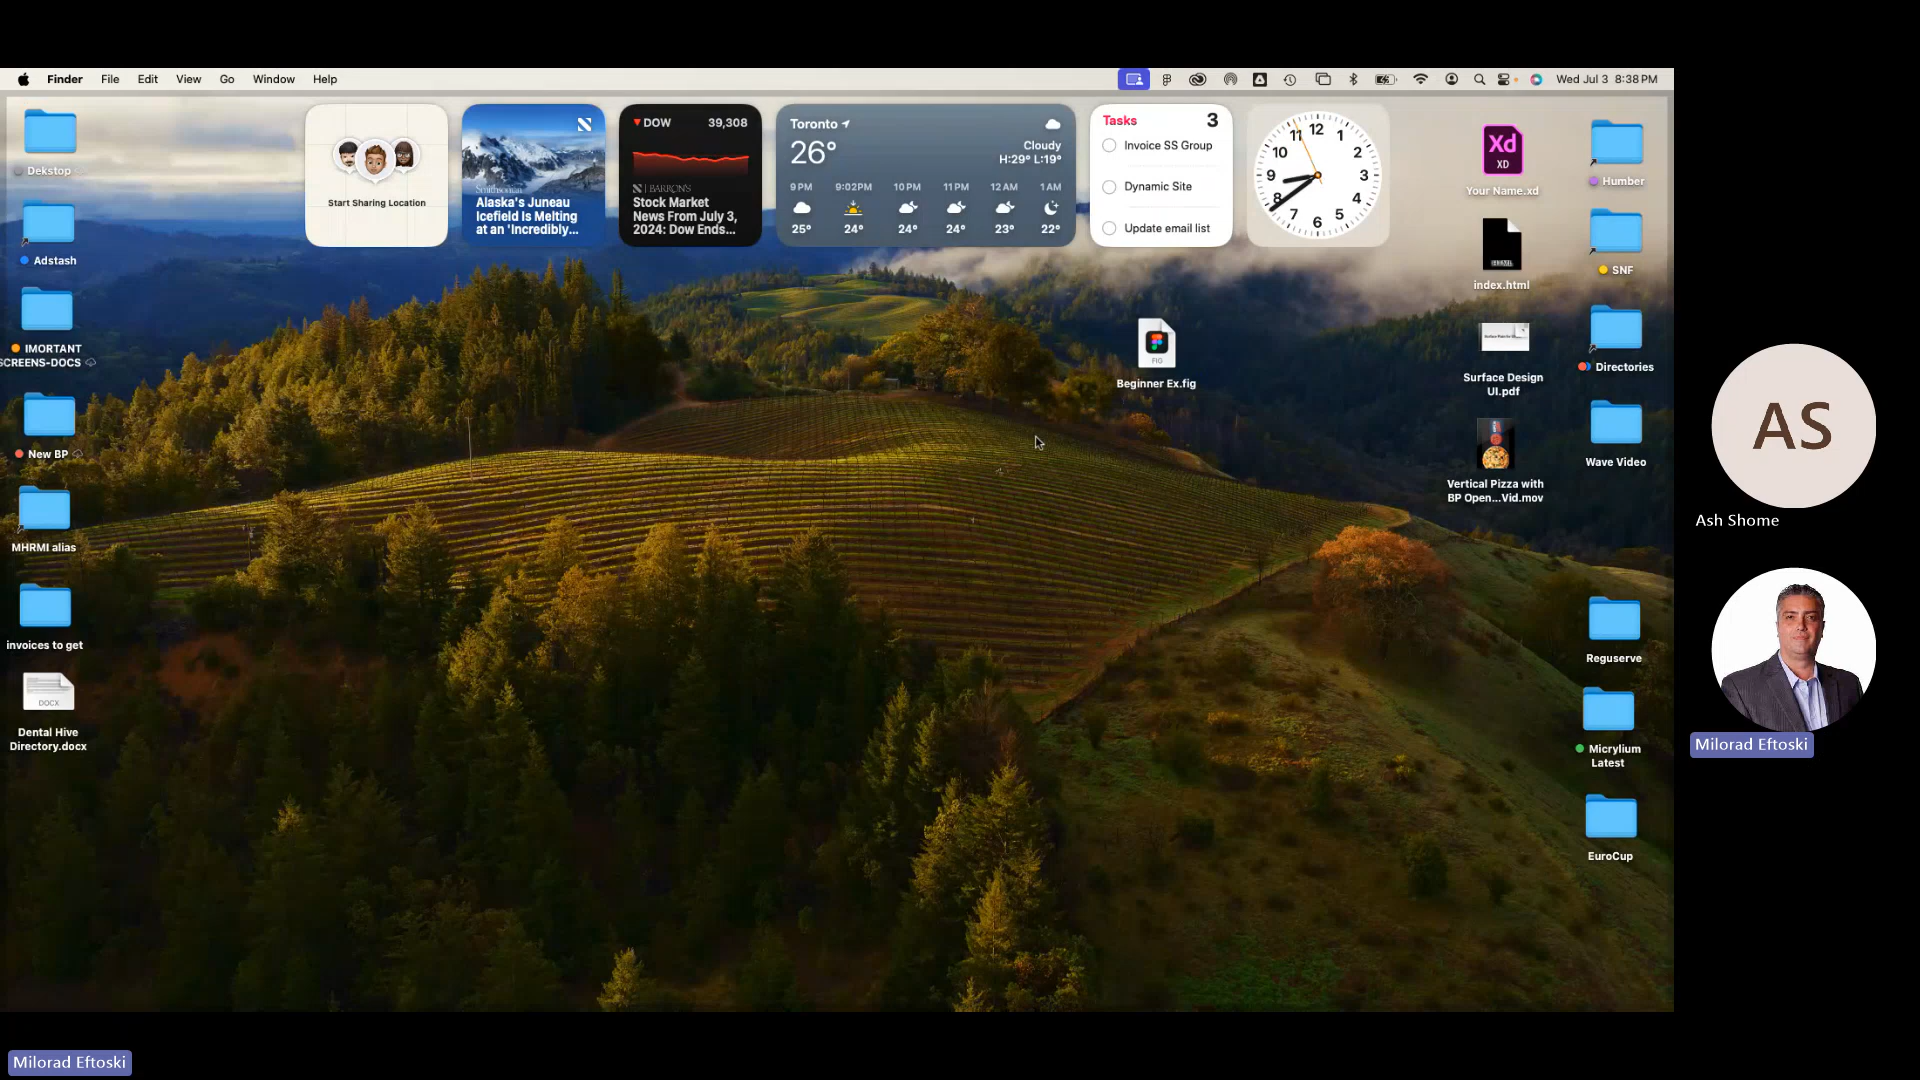 Finder File Edit View Go Window Help
Wed Jul 3 8:38 PM
Dekstop
Adstash
IMORTANT
SCREENS-DOCS
New BP
MHRMI alias
invoices to get
DOCX
Dental Hive
Directory.docx
Start Sharing Location
Smithsonian
Alaska's Juneau
Icefield Is Melting
at an 'Incredibly...
DOW 39,308
BARRON'S
Stock Market
News From July 3,
2024: Dow Ends...
Toronto
26°
Cloudy
H:29° L:19°
9 PM 9:02PM 10 PM 11 PM 12 AM 1 AM
25° 24° 24° 24° 23° 22°
Tasks 3
Invoice SS Group
Dynamic Site
Update email list
12
1
2
3
4
5
6
7
8
9
10
11
FIG
Beginner Ex.fig
Xd
XD
Your Name.xd
index.html
Surface Design
UI.pdf
Vertical Pizza with
BP Open...Vid.mov
Humber
SNF
Directories
Wave Video
Reguserve
Micrylium
Latest
EuroCup
AS
Ash Shome
Milorad Eftoski
Milorad Eftoski